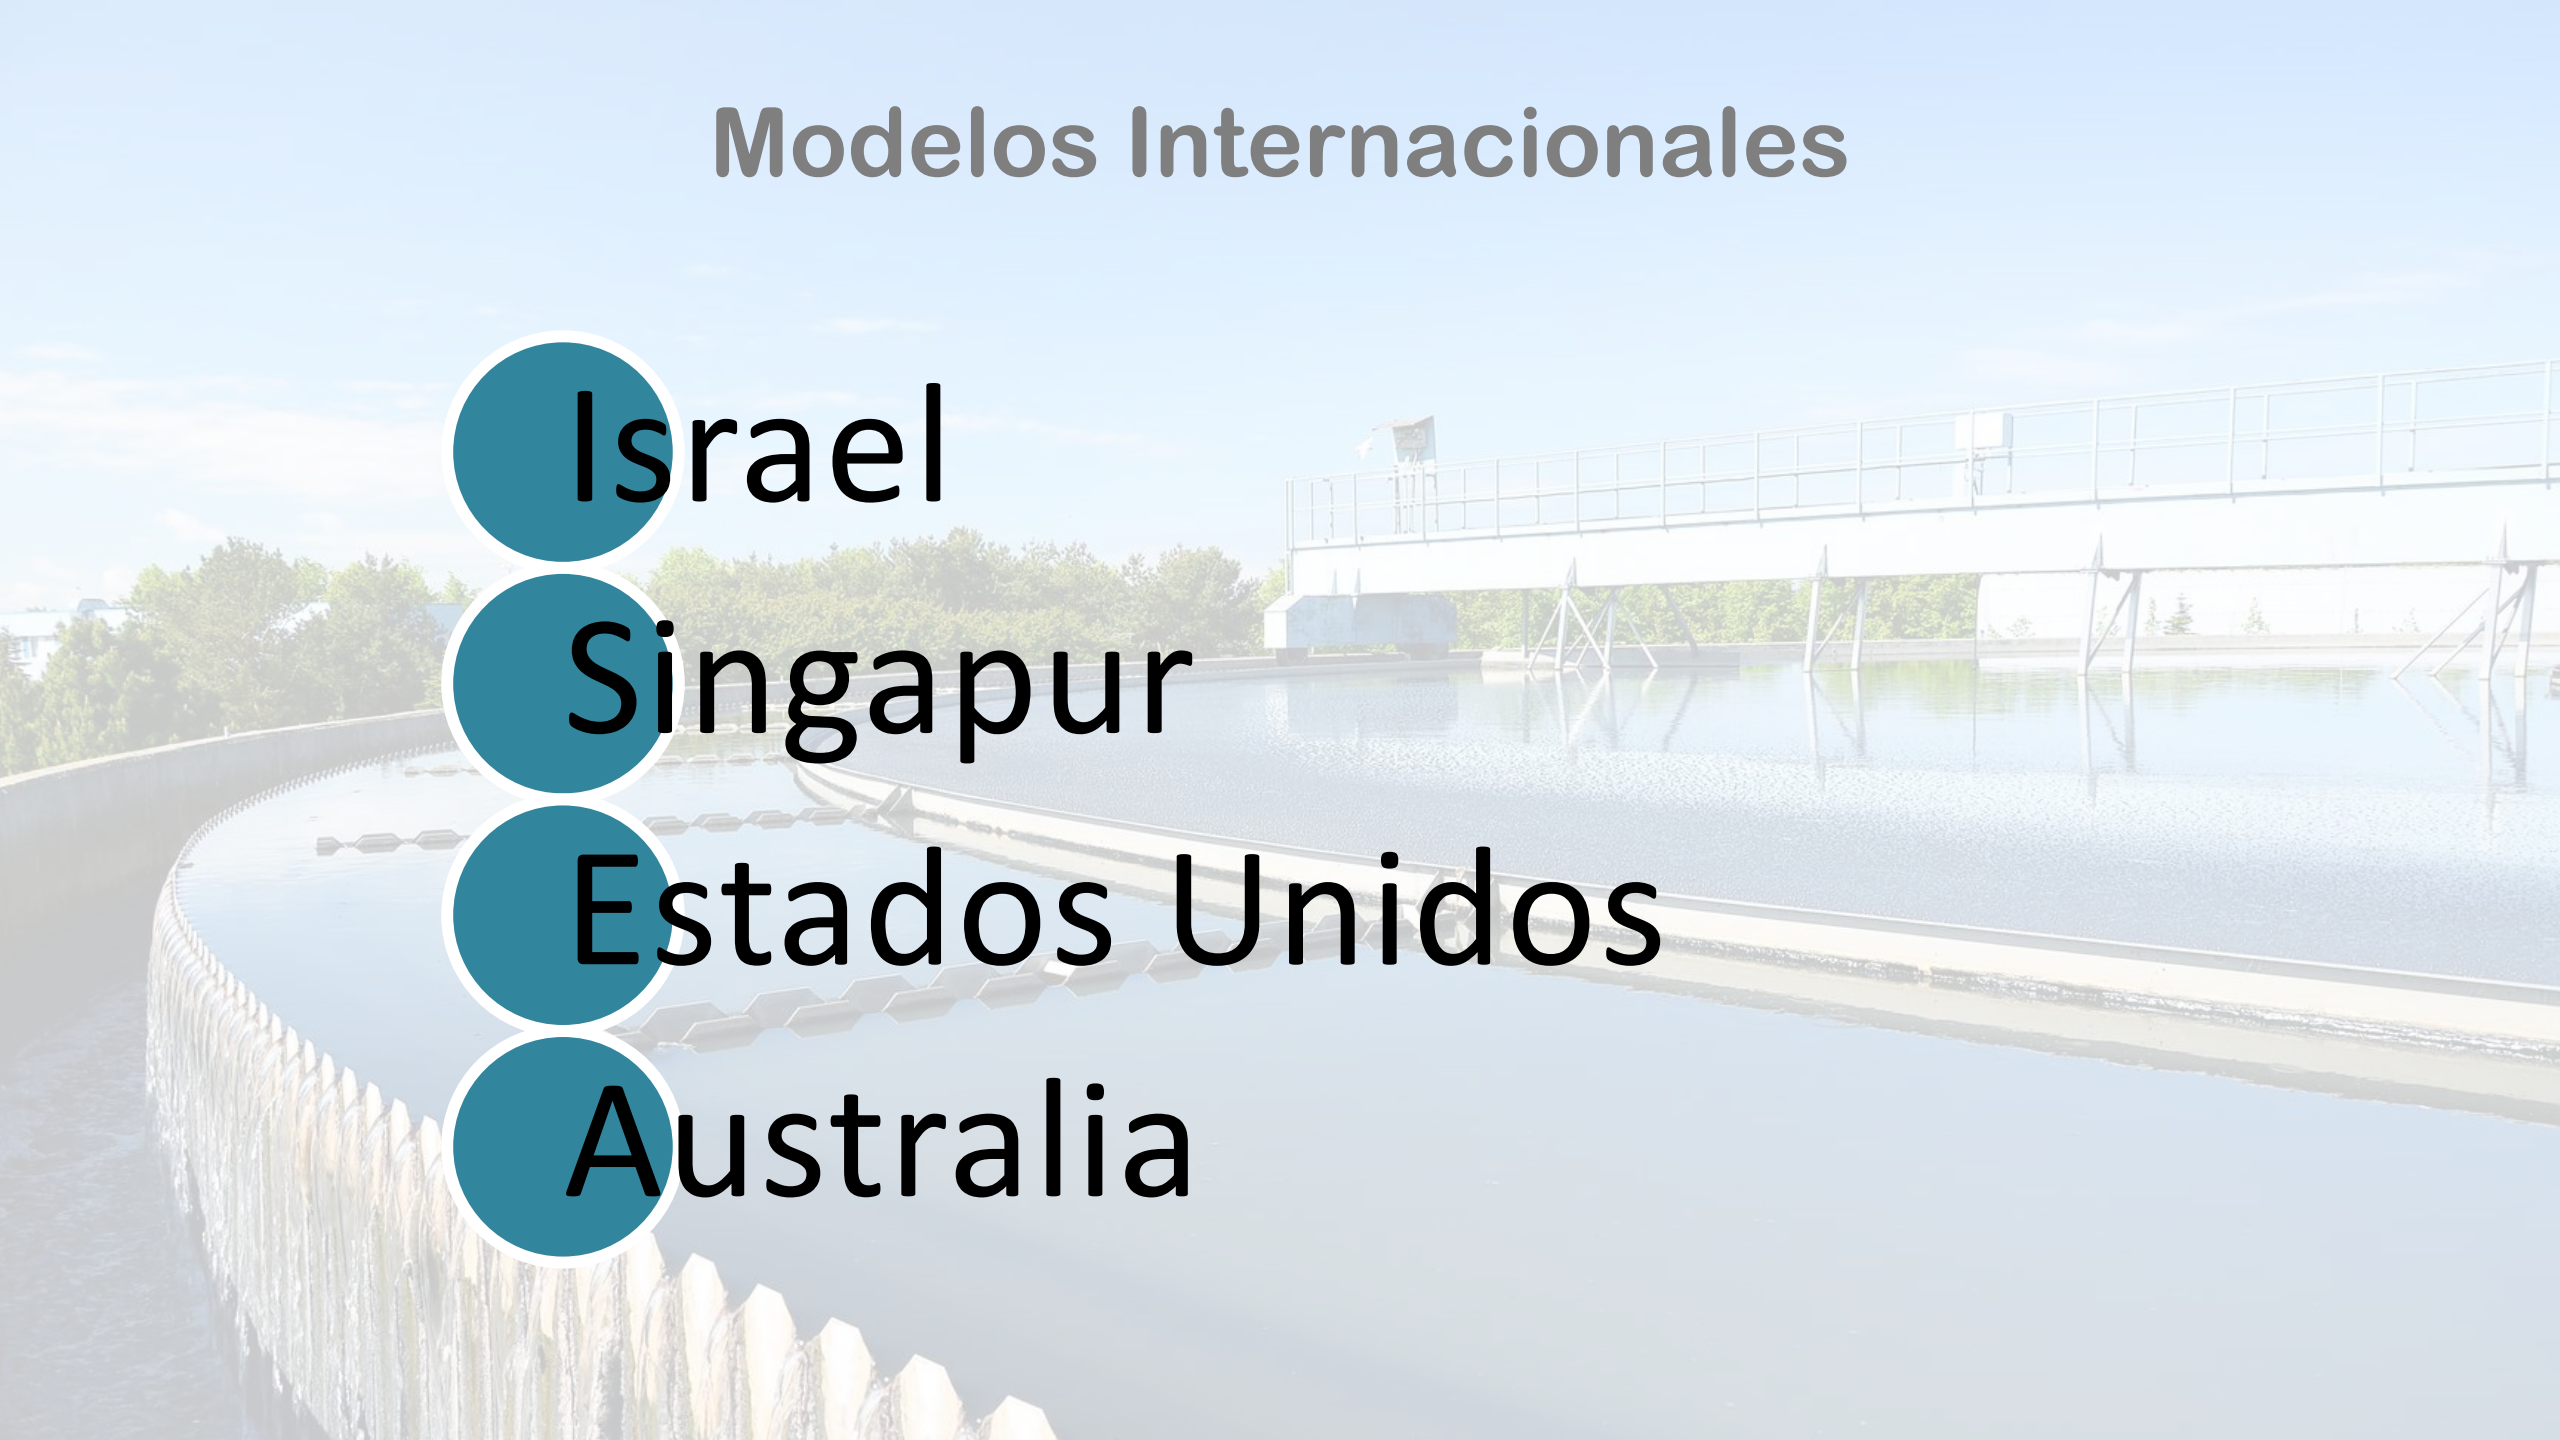 Modelos Internacionales
Israel
Singapur
Estados Unidos
Australia